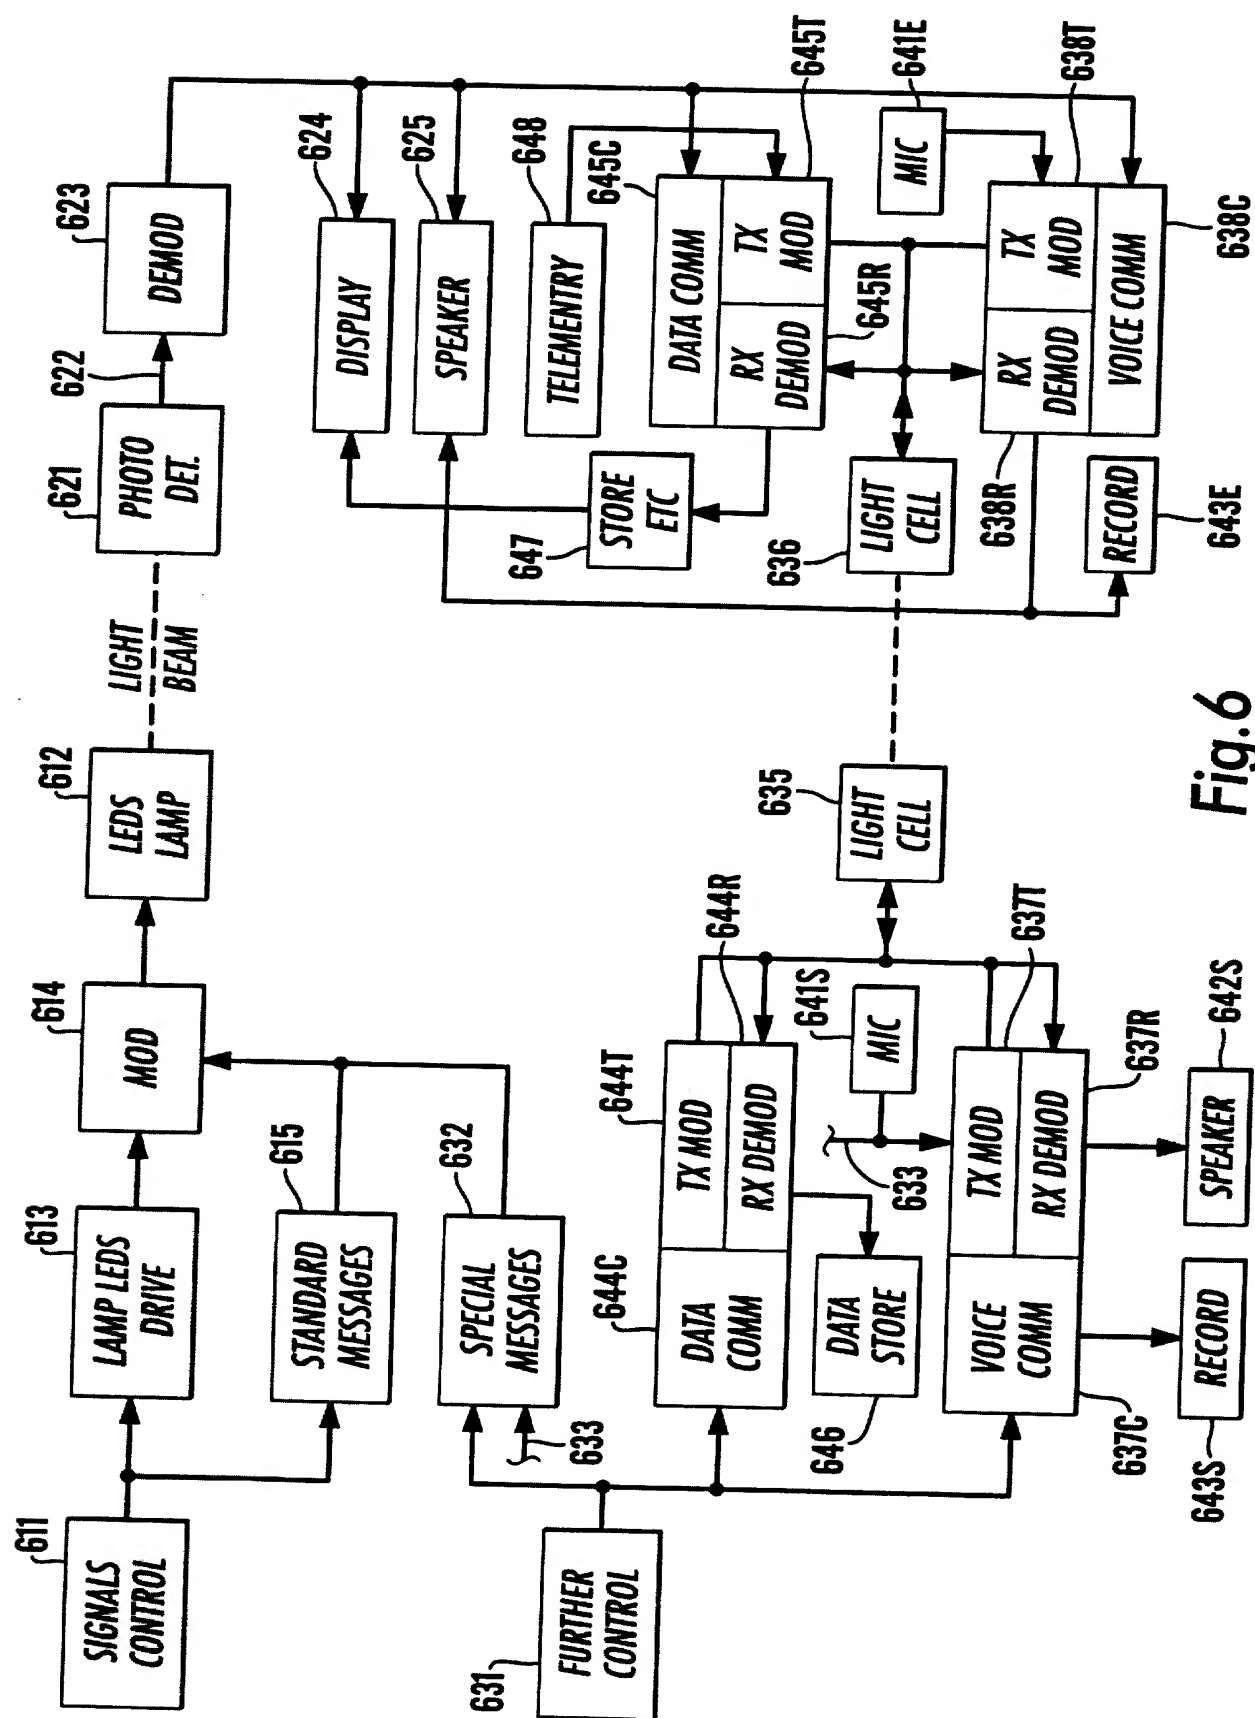 611
SIGNALS
CONTROL
613
LAMP LEDS
DRIVE
614
MOD
612
LEDS
LAMP
LIGHT
BEAM
621
PHOTO
DET.
622
623
DEMOD
615
STANDARD
MESSAGES
632
SPECIAL
MESSAGES
633
631
FURTHER
CONTROL
624
DISPLAY
625
SPEAKER
648
TELEMENTRY
647
STORE
ETC
645C
DATA COMM
645T
TX
MOD
RX
DEMOD
645R
644C
DATA
COMM
644T
TX MOD
644R
RX DEMOD
646
DATA
STORE
641S
MIC
633
635
LIGHT
CELL
636
LIGHT
CELL
641E
MIC
637C
VOICE
COMM
637T
TX MOD
637R
RX DEMOD
638R
RX
DEMOD
638T
TX
MOD
638C
VOICE COMM
643S
RECORD
642S
SPEAKER
643E
RECORD
Fig.6